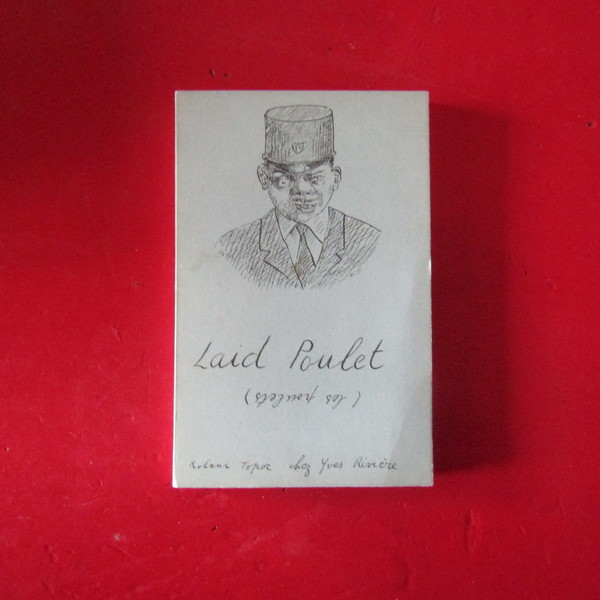 Laid Poulet
(les poulets)
Roland Topor chez Yves Rivière